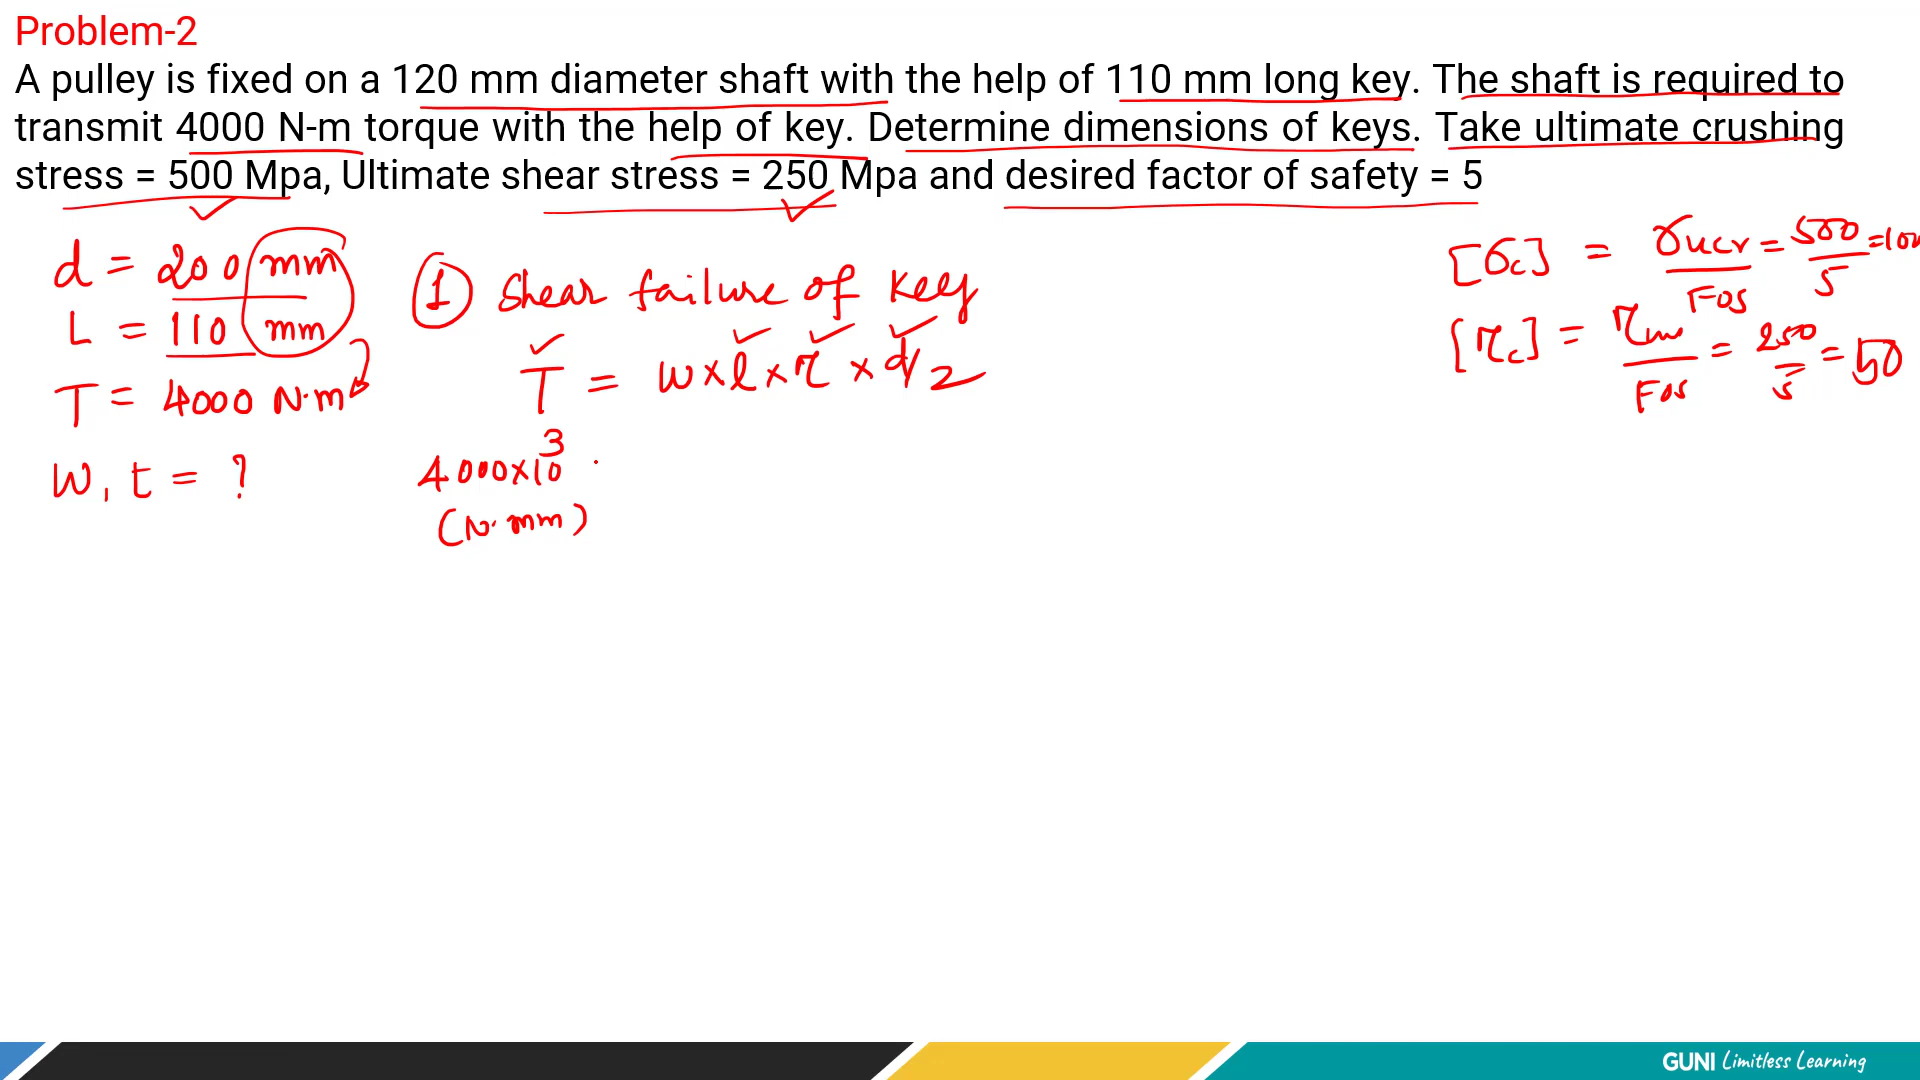 Problem-2
A pulley is fixed on a 120 mm diameter shaft with the help of 110 mm long key. The shaft is required to
transmit 4000 N-m torque with the help of key. Determine dimensions of keys. Take ultimate crushing
stress = 500 Mpa, Ultimate shear stress = 250 Mpa and desired factor of safety = 5
d = 200 mm
L = 110 mm
T = 4000 N·m
W, t = ?
① Shear failure of key
T = w × l × τ × d/2
4000×10³
(N·mm)
[σc] = σucr/FOS = 500/5 = 100
[τc] = τu/FOS = 250/5 = 50
GUNI Limitless Learning